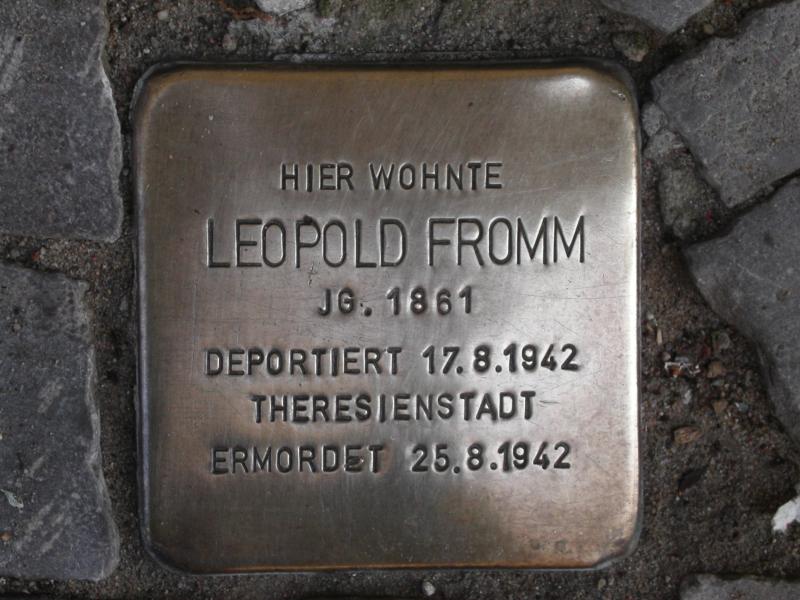 HIER WOHNTE
LEOPOLD FROMM
JG. 1861
DEPORTIERT 17.8.1942
THERESIENSTADT
ERMORDET 25.8.1942